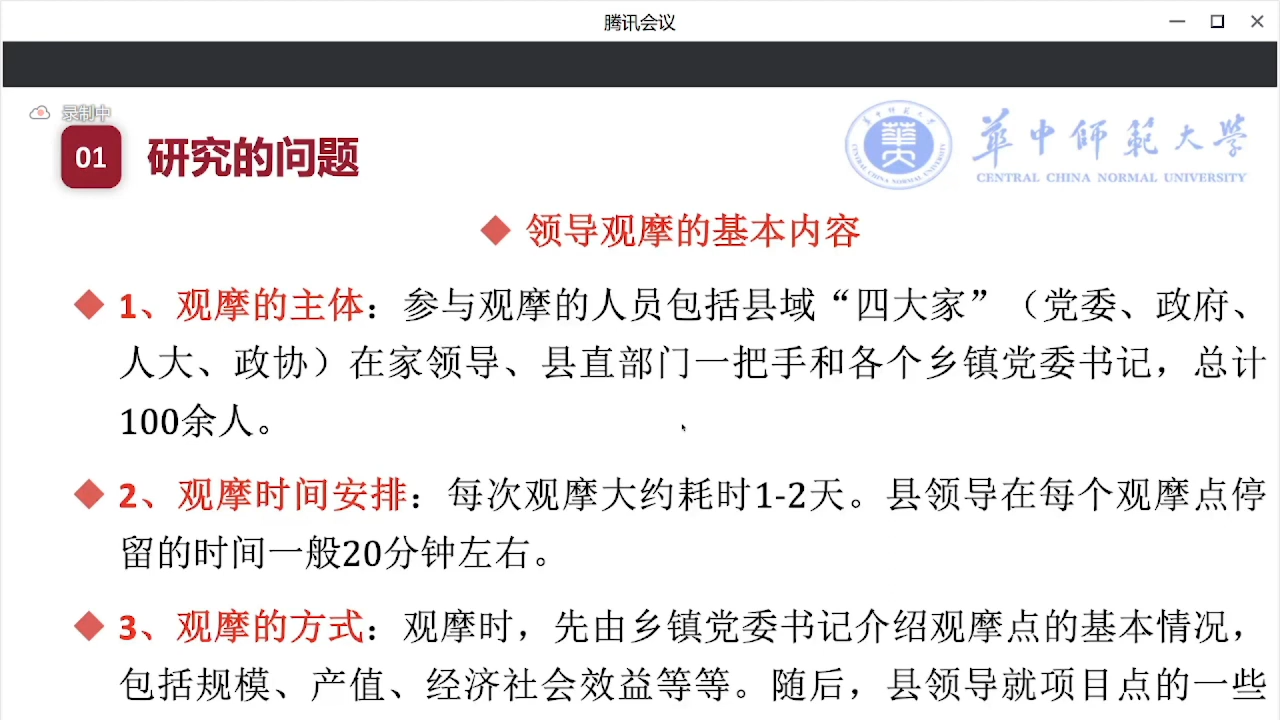 腾讯会议
录制中
01 研究的问题
華中師範大學
CENTRAL CHINA NORMAL UNIVERSITY
领导观摩的基本内容
1、观摩的主体：参与观摩的人员包括县域“四大家”（党委、政府、
人大、政协）在家领导、县直部门一把手和各个乡镇党委书记，总计
100余人。
2、观摩时间安排：每次观摩大约耗时1-2天。县领导在每个观摩点停
留的时间一般20分钟左右。
3、观摩的方式：观摩时，先由乡镇党委书记介绍观摩点的基本情况，
包括规模、产值、经济社会效益等等。随后，县领导就项目点的一些